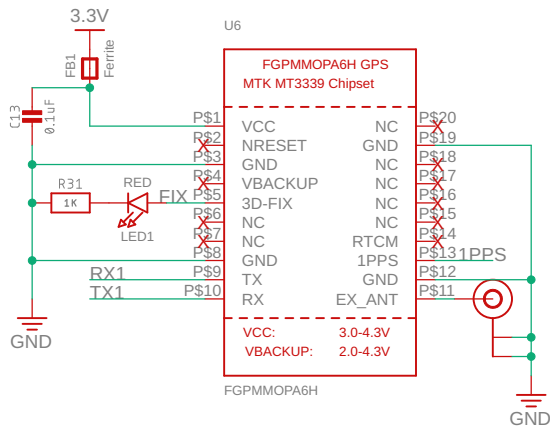 3.3V
U6
FB1
Ferrite
FGPMMOPA6H GPS
MTK MT3339 Chipset
C13
0.1uF
P$1 VCC NC P$20
P$2 NRESET GND P$19
P$3 GND NC P$18
P$4 VBACKUP NC P$17
R31 1K RED LED1 FIX P$5 3D-FIX NC P$16
P$6 NC NC P$15
P$7 NC RTCM P$14
P$8 GND 1PPS P$13 1PPS
RX1 P$9 TX GND P$12
TX1 P$10 RX EX_ANT P$11
VCC: 3.0-4.3V
VBACKUP: 2.0-4.3V
GND
FGPMMOPA6H
GND